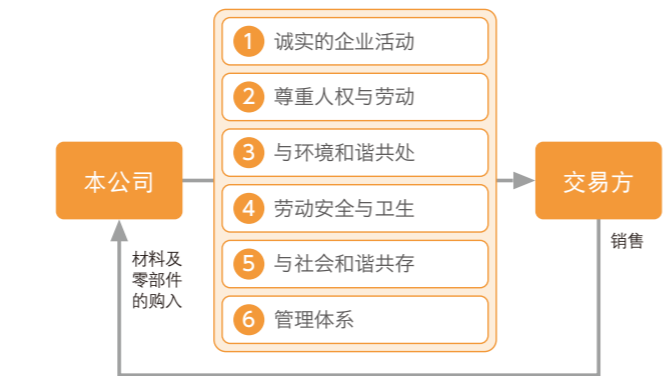 1 诚实的企业活动
2 尊重人权与劳动
3 与环境和谐共处
本公司
交易方
4 劳动安全与卫生
5 与社会和谐共存
6 管理体系
销售
材料及
零部件
的购入